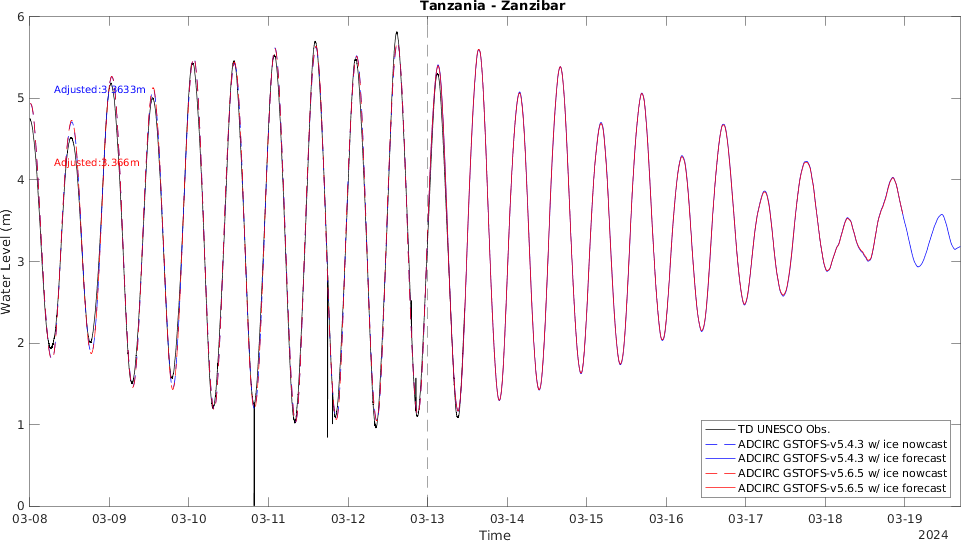 Tanzania - Zanzibar
6
5
4
3
2
1
0
Water Level (m)
Adjusted:3.3633m
Adjusted:3.366m
TD UNESCO Obs.
ADCIRC GSTOFS-v5.4.3 w/ ice nowcast
ADCIRC GSTOFS-v5.4.3 w/ ice forecast
ADCIRC GSTOFS-v5.6.5 w/ ice nowcast
ADCIRC GSTOFS-v5.6.5 w/ ice forecast
03-08 03-09 03-10 03-11 03-12 03-13 03-14 03-15 03-16 03-17 03-18 03-19
Time
2024